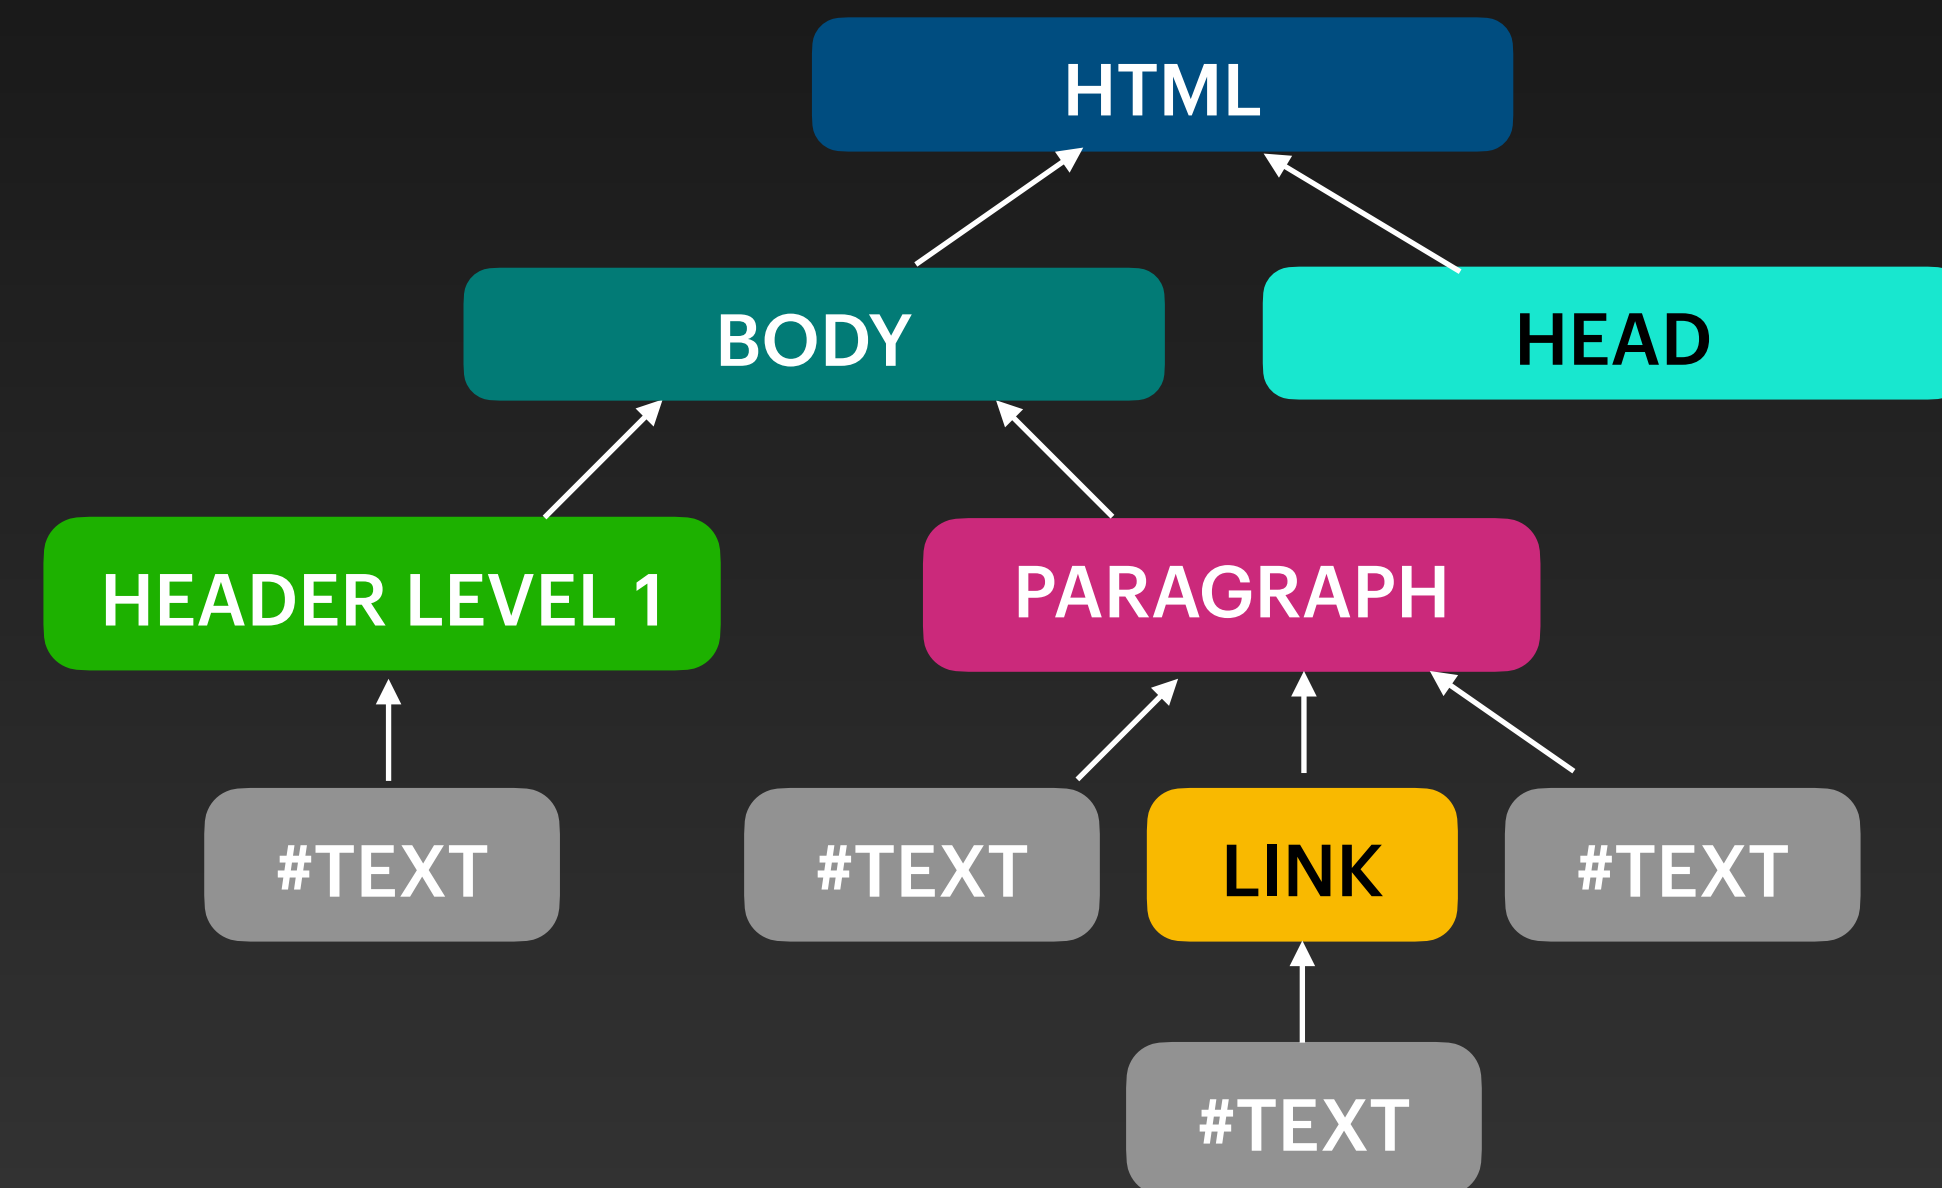 HTML
BODY
HEAD
HEADER LEVEL 1
PARAGRAPH
#TEXT
#TEXT
LINK
#TEXT
#TEXT